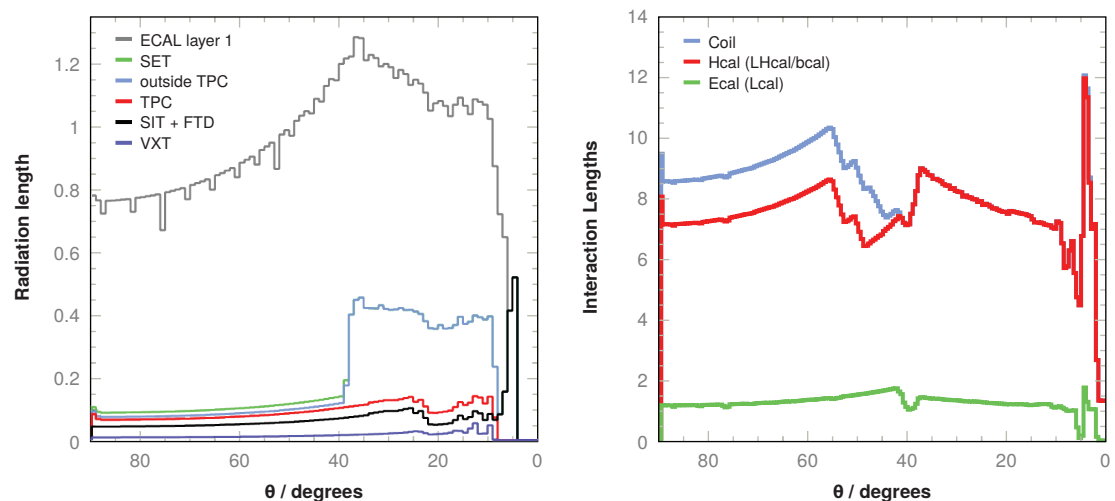 Radiation length
1.2
1
0.8
0.6
0.4
0.2
0
ECAL layer 1
SET
outside TPC
TPC
SIT + FTD
VXT
80
60
40
20
0
θ / degrees
Interaction Lengths
14
12
10
8
6
4
2
0
Coil
Hcal (LHcal/bcal)
Ecal (Lcal)
80
60
40
20
0
θ / degrees